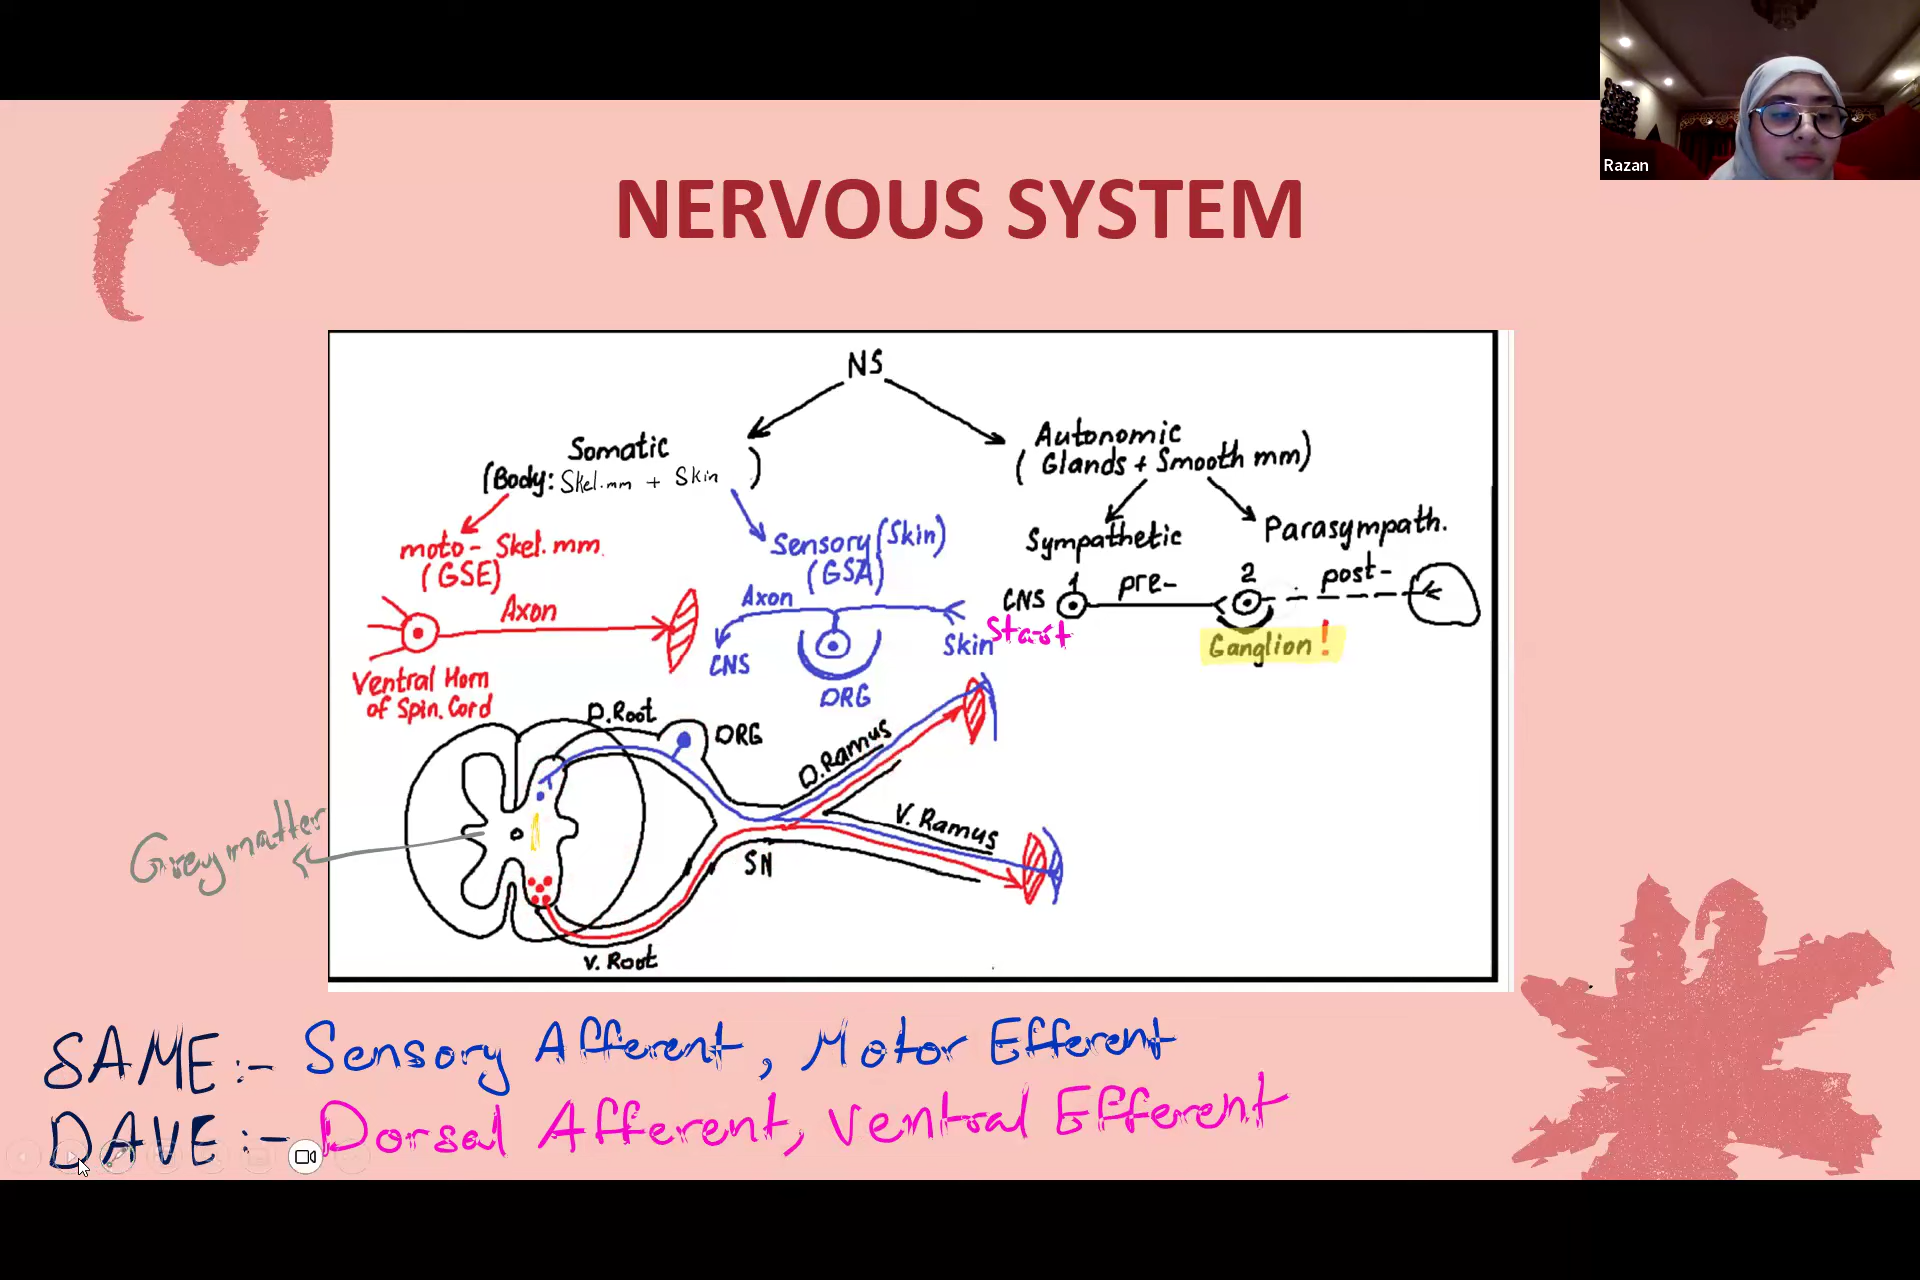 Razan
NERVOUS SYSTEM
NS
Somatic
(Body: Skel.mm + Skin )
Autonomic
( Glands + Smooth mm)
moto- Skel. mm.
(GSE)
Axon
Ventral Horn
of Spin. Cord
Sensory (Skin)
(GSA)
Axon
CNS
Skin
DRG
Start
Sympathetic
Parasympath.
CNS
1
pre-
2
post-
Ganglion !
D. Root
DRG
D. Ramus
V. Ramus
SN
V. Root
Grey matter
SAME :- Sensory Afferent, Motor Efferent
DAVE :- Dorsal Afferent, Ventral Efferent